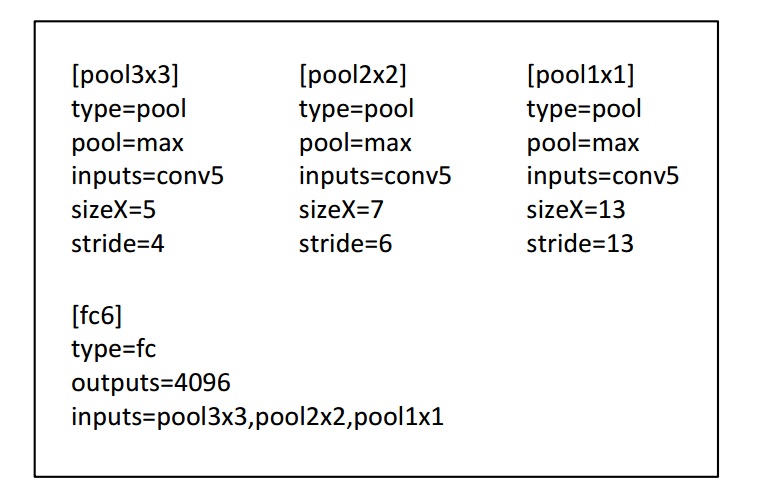 [pool3x3]
type=pool
pool=max
inputs=conv5
sizeX=5
stride=4
[pool2x2]
type=pool
pool=max
inputs=conv5
sizeX=7
stride=6
[pool1x1]
type=pool
pool=max
inputs=conv5
sizeX=13
stride=13
[fc6]
type=fc
outputs=4096
inputs=pool3x3,pool2x2,pool1x1